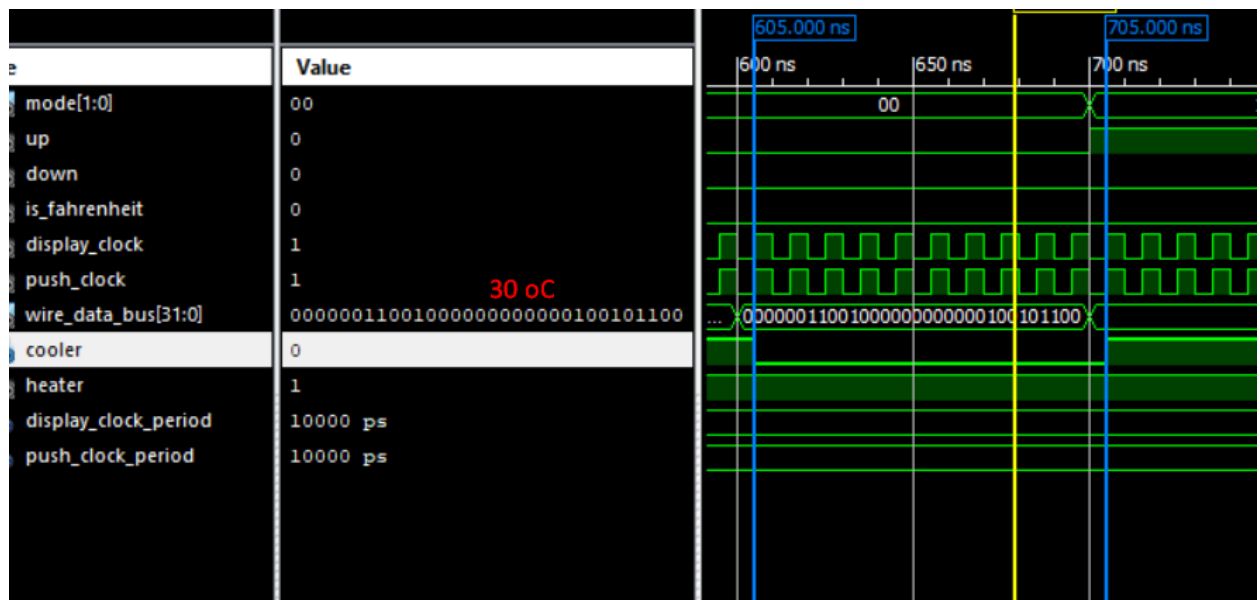 605.000 ns 705.000 ns
e Value 600 ns 650 ns 700 ns
mode[1:0] 00 00
up 0
down 0
is_fahrenheit 0
display_clock 1
push_clock 1
30 oC
wire_data_bus[31:0] 00000011001000000000000100101100 ... 00000011001000000000000100101100
cooler 0
heater 1
display_clock_period 10000 ps
push_clock_period 10000 ps